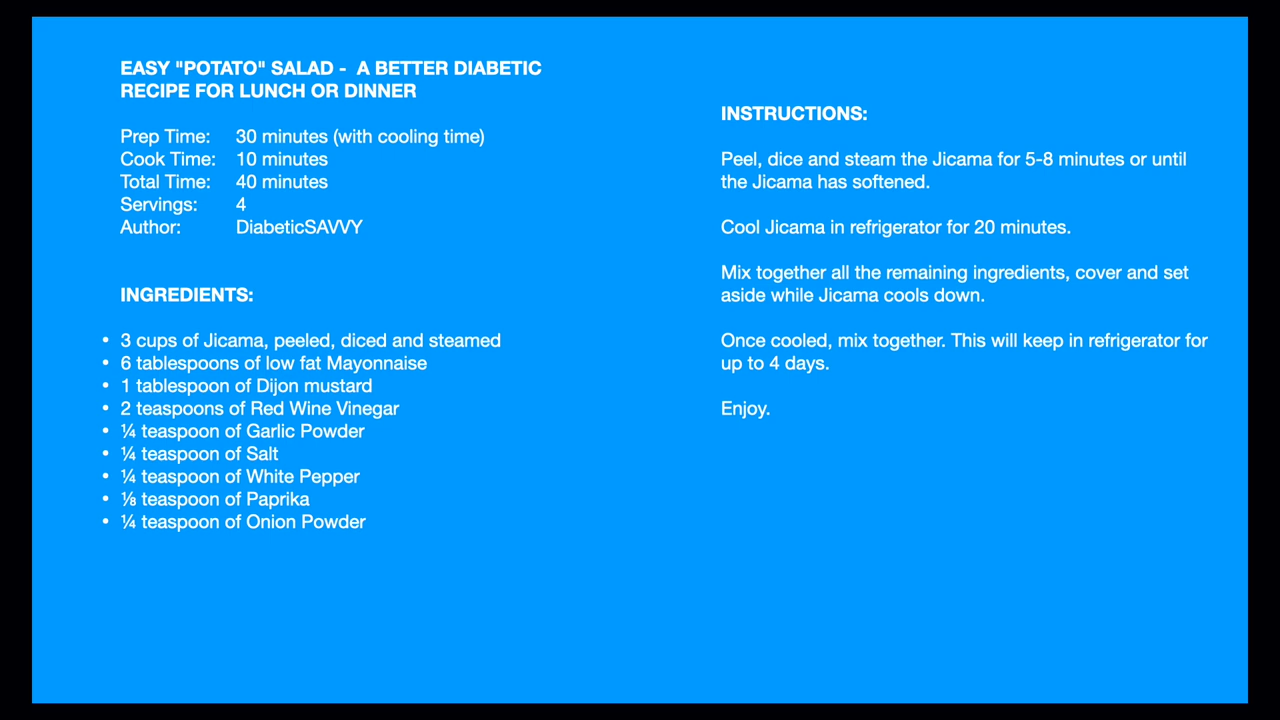 EASY "POTATO" SALAD -  A BETTER DIABETIC
RECIPE FOR LUNCH OR DINNER
Prep Time: 30 minutes (with cooling time)
Cook Time: 10 minutes
Total Time: 40 minutes
Servings: 4
Author: DiabeticSAVVY
INGREDIENTS:
• 3 cups of Jicama, peeled, diced and steamed
• 6 tablespoons of low fat Mayonnaise
• 1 tablespoon of Dijon mustard
• 2 teaspoons of Red Wine Vinegar
• ¼ teaspoon of Garlic Powder
• ¼ teaspoon of Salt
• ¼ teaspoon of White Pepper
• ⅛ teaspoon of Paprika
• ¼ teaspoon of Onion Powder
INSTRUCTIONS:
Peel, dice and steam the Jicama for 5-8 minutes or until
the Jicama has softened.
Cool Jicama in refrigerator for 20 minutes.
Mix together all the remaining ingredients, cover and set
aside while Jicama cools down.
Once cooled, mix together. This will keep in refrigerator for
up to 4 days.
Enjoy.